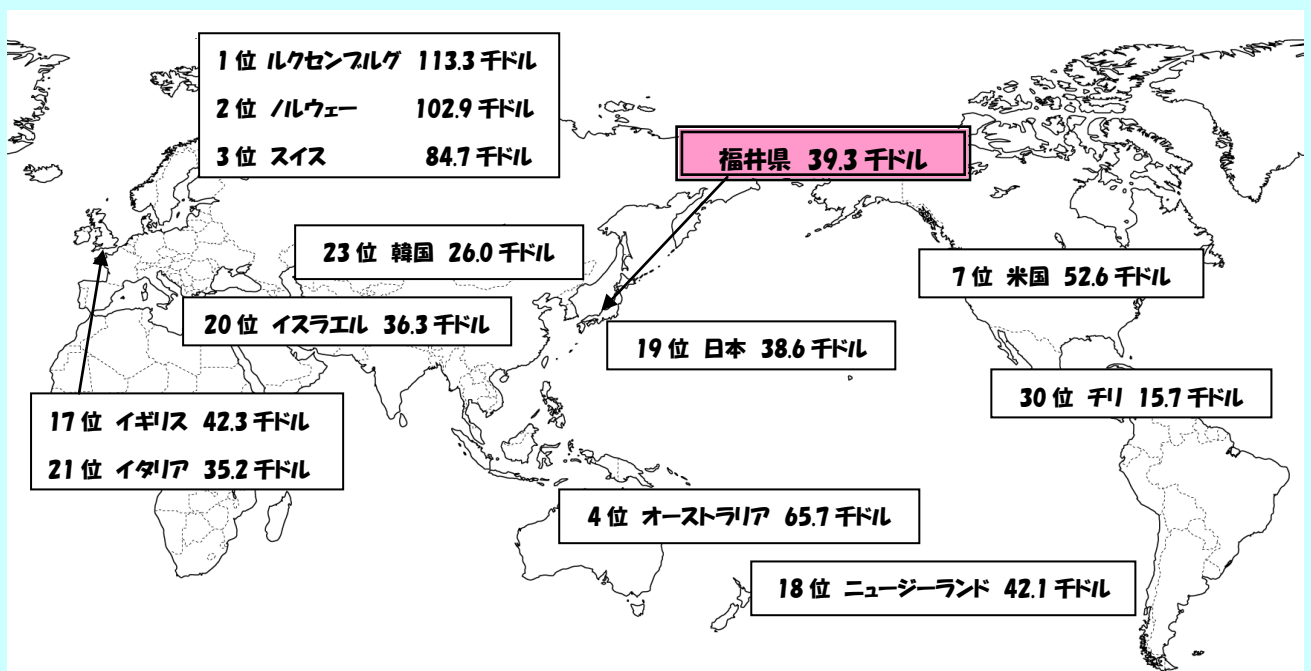 1位 ルクセンブルグ 113.3千ドル
2位 ノルウェー 102.9千ドル
3位 スイス 84.7千ドル
福井県 39.3千ドル
23位 韓国 26.0千ドル
7位 米国 52.6千ドル
20位 イスラエル 36.3千ドル
19位 日本 38.6千ドル
30位 チリ 15.7千ドル
17位 イギリス 42.3千ドル
21位 イタリア 35.2千ドル
4位 オーストラリア 65.7千ドル
18位 ニュージーランド 42.1千ドル